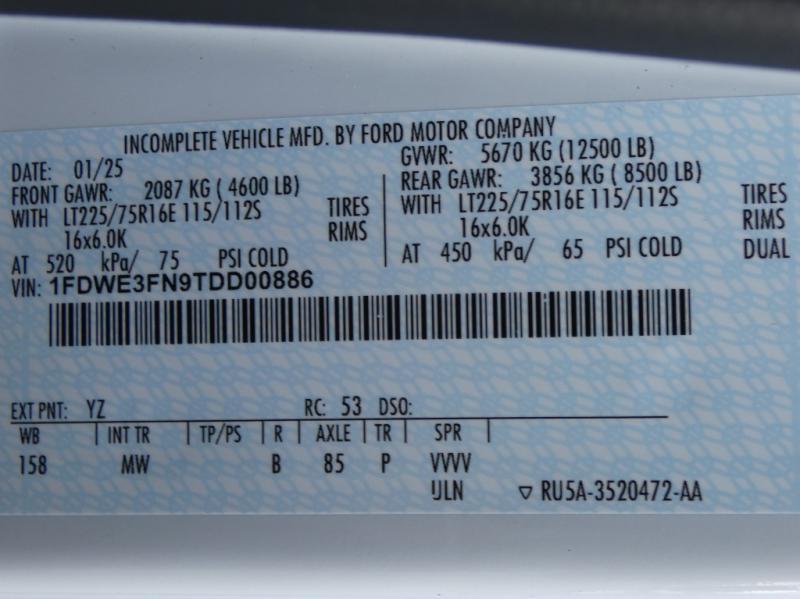 INCOMPLETE VEHICLE MFD. BY FORD MOTOR COMPANY
DATE: 01/25 GVWR: 5670 KG (12500 LB)
FRONT GAWR: 2087 KG ( 4600 LB) REAR GAWR: 3856 KG ( 8500 LB)
WITH LT225/75R16E 115/112S TIRES WITH LT225/75R16E 115/112S TIRES
16x6.0K RIMS 16x6.0K RIMS
AT 520 kPa/ 75 PSI COLD AT 450 kPa/ 65 PSI COLD DUAL
VIN: 1FDWE3FN9TDD00886
EXT PNT: YZ RC: 53 DSO:
WB INT TR TP/PS R AXLE TR SPR
158 MW B 85 P VVVV
ULN ▽ RU5A-3520472-AA